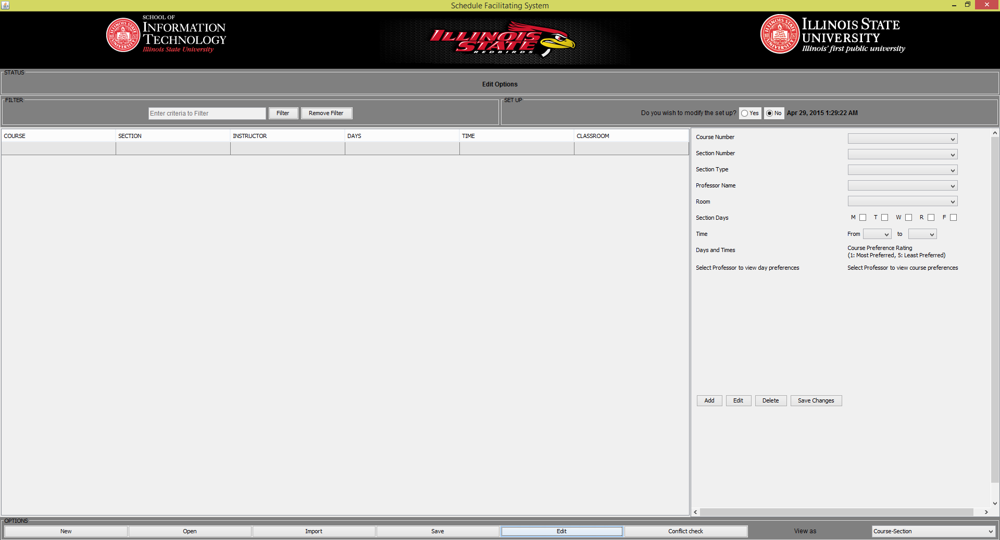 Schedule Facilitating System
SCHOOL OF
INFORMATION
TECHNOLOGY
Illinois State University
ILLINOIS
STATE
REDBIRDS
ILLINOIS STATE
UNIVERSITY
Illinois' first public university
STATUS
Edit Options
FILTER
Enter criteria to Filter
Filter
Remove Filter
SET UP
Do you wish to modify the set up?
Yes
No
Apr 29, 2015 1:29:22 AM
COURSE
SECTION
INSTRUCTOR
DAYS
TIME
CLASSROOM
Course Number
Section Number
Section Type
Professor Name
Room
Section Days
M
T
W
R
F
Time
From
to
Days and Times
Course Preference Rating
(1: Most Preferred, 5: Least Preferred)
Select Professor to view day preferences
Select Professor to view course preferences
Add
Edit
Delete
Save Changes
OPTIONS
New
Open
Import
Save
Edit
Conflict check
View as
Course-Section